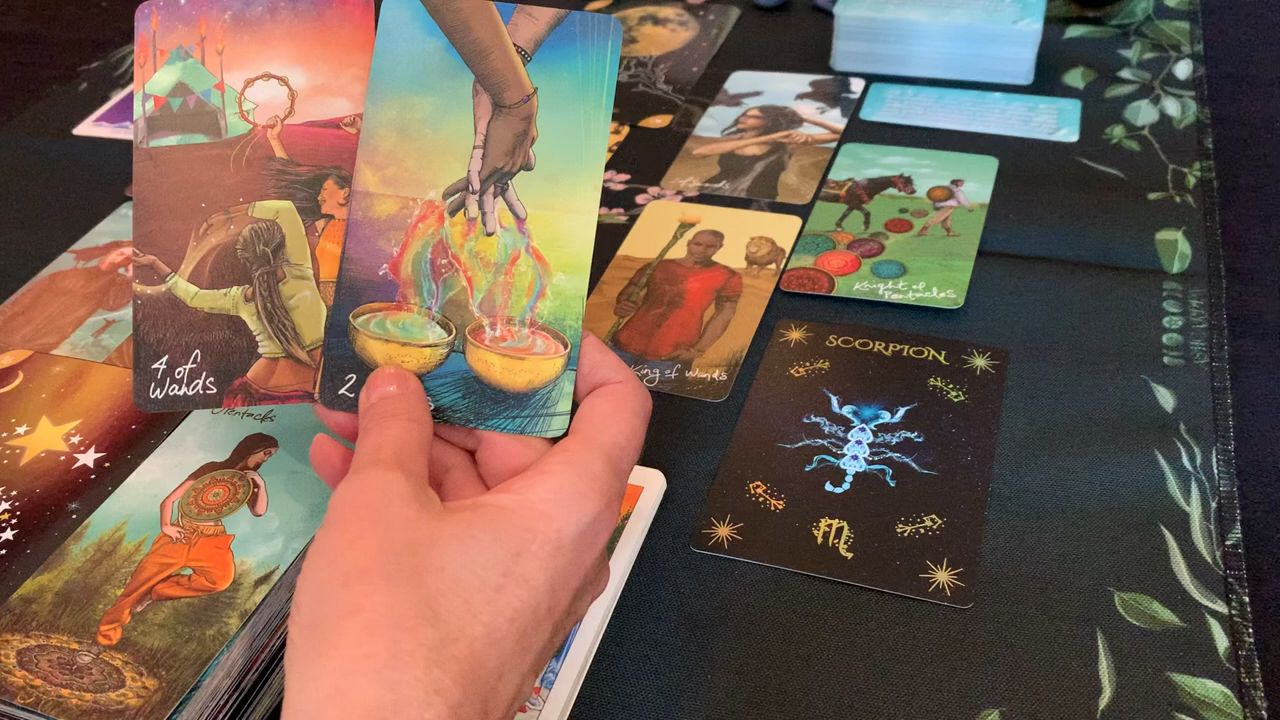 4 of
Wands
2
King of Wands
Knight of
Pentacles
SCORPION
Pentacles